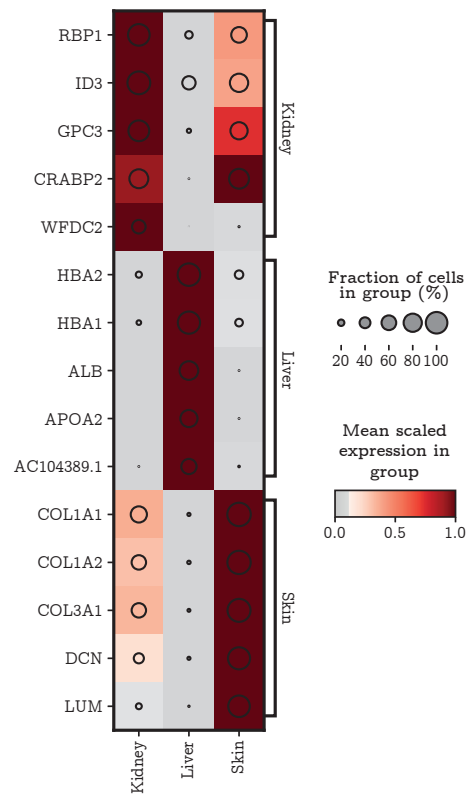 RBP1
ID3
GPC3
CRABP2
WFDC2
Kidney
HBA2
HBA1
ALB
APOA2
AC104389.1
Liver
COL1A1
COL1A2
COL3A1
DCN
LUM
Skin
Kidney
Liver
Skin
Fraction of cells
in group (%)
20 40 60 80 100
Mean scaled
expression in
group
0.0 0.5 1.0